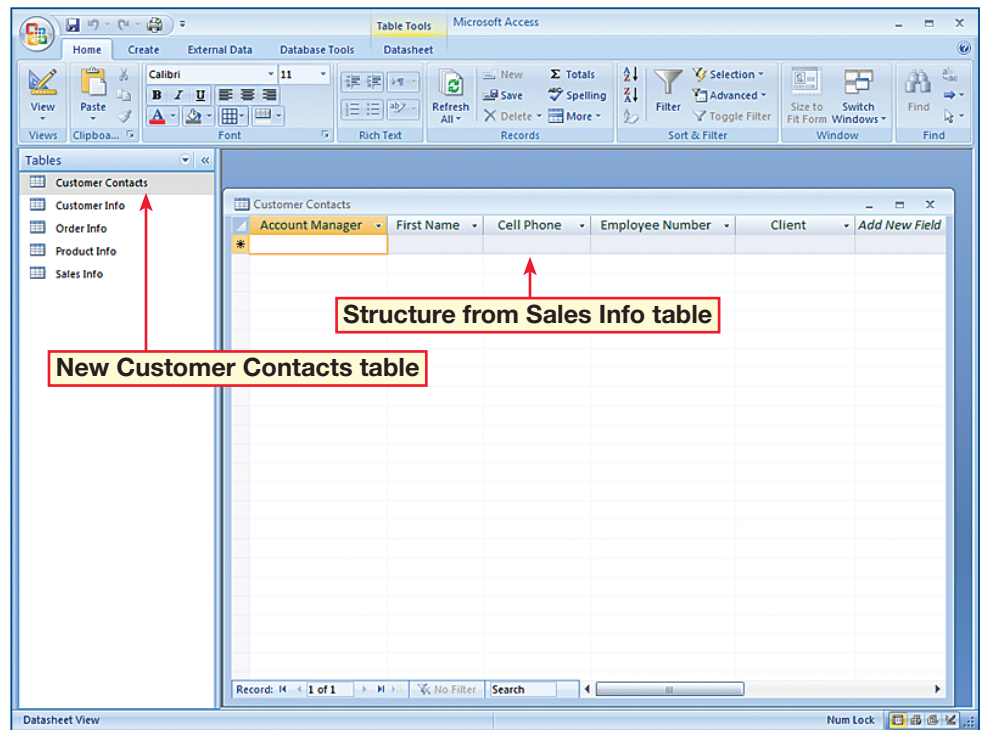 Table Tools Microsoft Access
Home Create External Data Database Tools Datasheet
Calibri 11
New Totals Selection
B I U Save Spelling Advanced
View Paste Refresh All Delete More Filter Toggle Filter Size to Fit Form Switch Windows Find
Views Clipboa... Font Rich Text Records Sort & Filter Window Find
Tables
Customer Contacts
Customer Info
Order Info
Product Info
Sales Info
Customer Contacts
Account Manager First Name Cell Phone Employee Number Client Add New Field
Structure from Sales Info table
New Customer Contacts table
Record: 1 of 1 No Filter Search
Datasheet View Num Lock